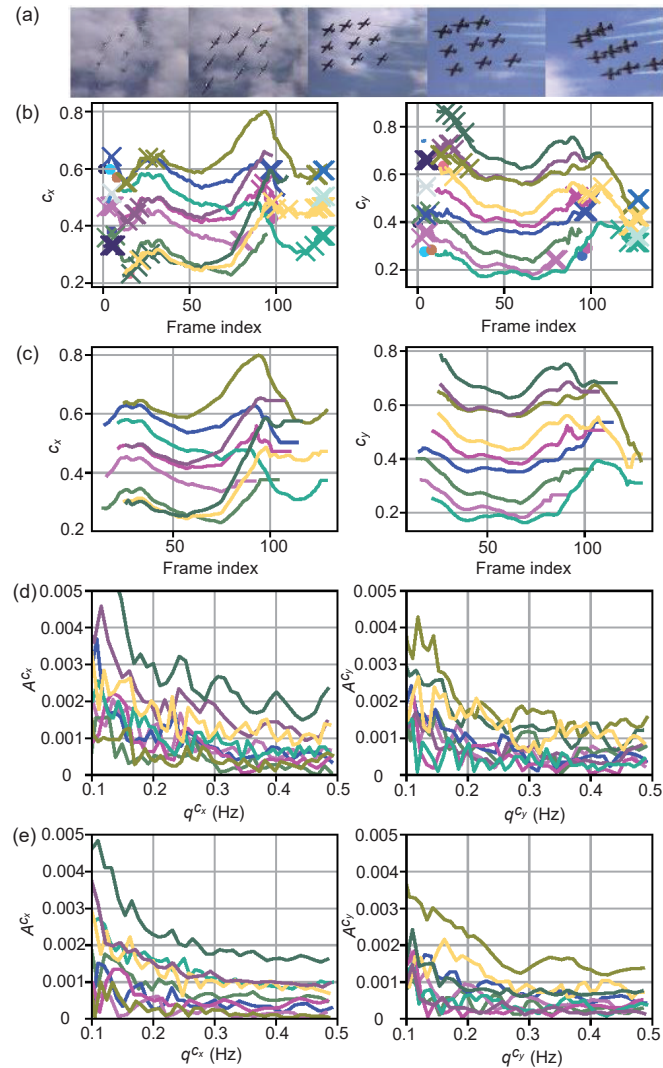 (a)
(b)
0.8
0.6
0.4
0.2
c_x
0 50 100
Frame index
0.8
0.6
0.4
0.2
c_y
0 50 100
Frame index
(c)
0.8
0.6
0.4
0.2
c_x
50 100
Frame index
0.8
0.6
0.4
0.2
c_y
50 100
Frame index
(d)
0.005
0.004
0.003
0.002
0.001
0
A^{c_x}
0.1 0.2 0.3 0.4 0.5
q^{c_x} (Hz)
0.005
0.004
0.003
0.002
0.001
0
A^{c_y}
0.1 0.2 0.3 0.4 0.5
q^{c_y} (Hz)
(e)
0.005
0.004
0.003
0.002
0.001
0
A^{c_x}
0.1 0.2 0.3 0.4 0.5
q^{c_x} (Hz)
0.005
0.004
0.003
0.002
0.001
0
A^{c_y}
0.1 0.2 0.3 0.4 0.5
q^{c_y} (Hz)